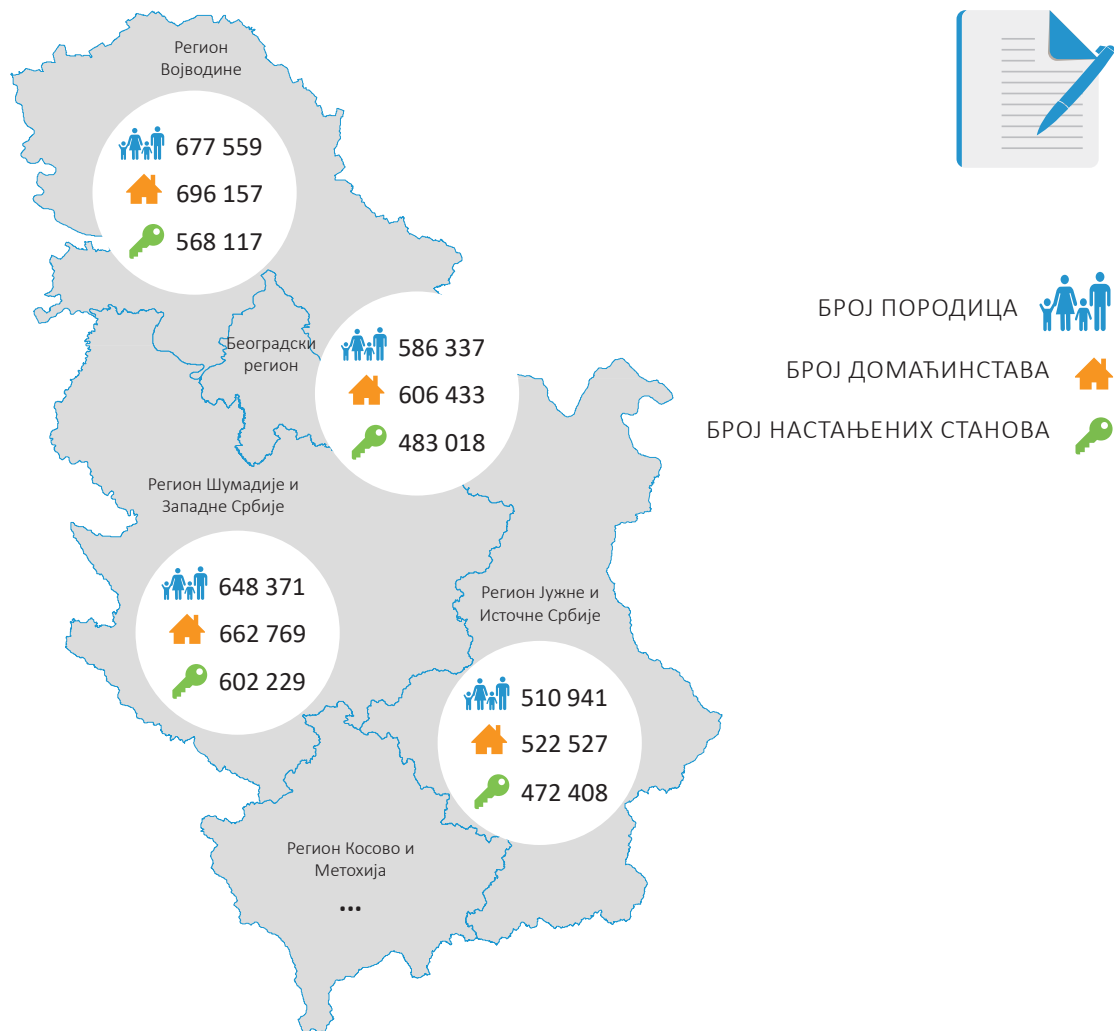 Регион
Војводине
677 559
696 157
568 117
Београдски
регион
586 337
606 433
483 018
БРОЈ ПОРОДИЦА
БРОЈ ДОМАЋИНСТАВА
БРОЈ НАСТАЊЕНИХ СТАНОВА
Регион Шумадије и
Западне Србије
648 371
662 769
602 229
Регион Јужне и
Источне Србије
510 941
522 527
472 408
Регион Косово и
Метохија
...